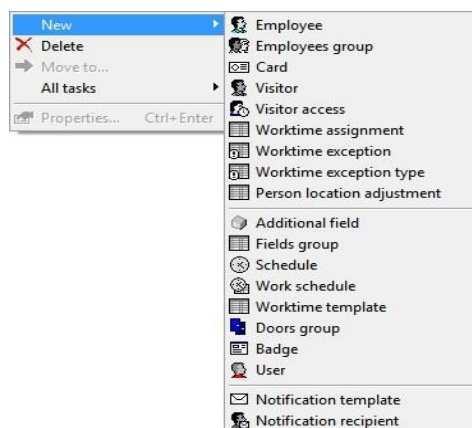 New
Delete
Move to...
All tasks
Properties... Ctrl+Enter
Employee
Employees group
Card
Visitor
Visitor access
Worktime assignment
Worktime exception
Worktime exception type
Person location adjustment
Additional field
Fields group
Schedule
Work schedule
Worktime template
Doors group
Badge
User
Notification template
Notification recipient